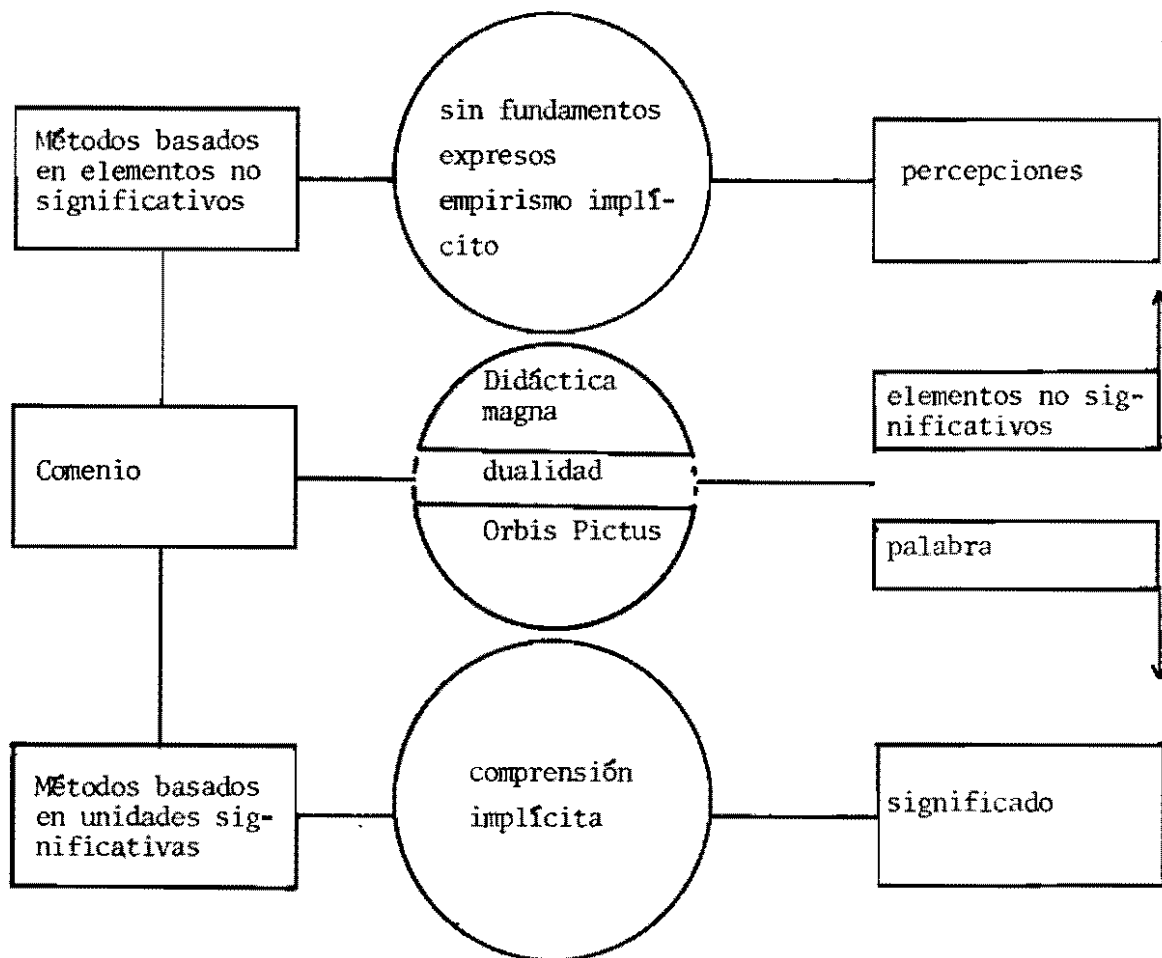 Métodos basados
en elementos no
significativos
sin fundamentos
expresos
empirismo implí-
cito
percepciones
Comenio
Didáctica
magna
dualidad
Orbis Pictus
elementos no sig-
nificativos
palabra
Métodos basados
en unidades sig-
nificativas
comprensión
implícita
significado